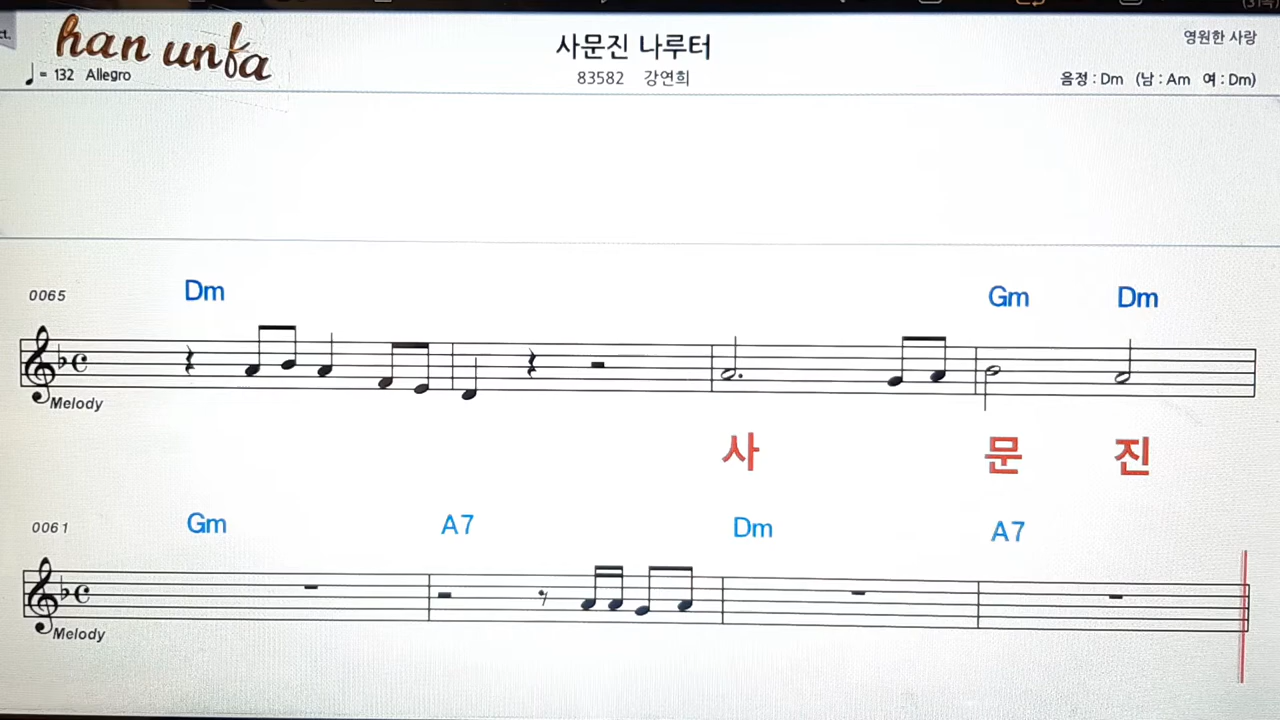 han unfa
♩ = 132 Allegro
사문진 나루터
83582 강연희
영원한 사랑
음정 : Dm (남 : Am 여 : Dm)
0065
Dm
Gm
Dm
Melody
사 문 진
0061
Gm
A7
Dm
A7
Melody